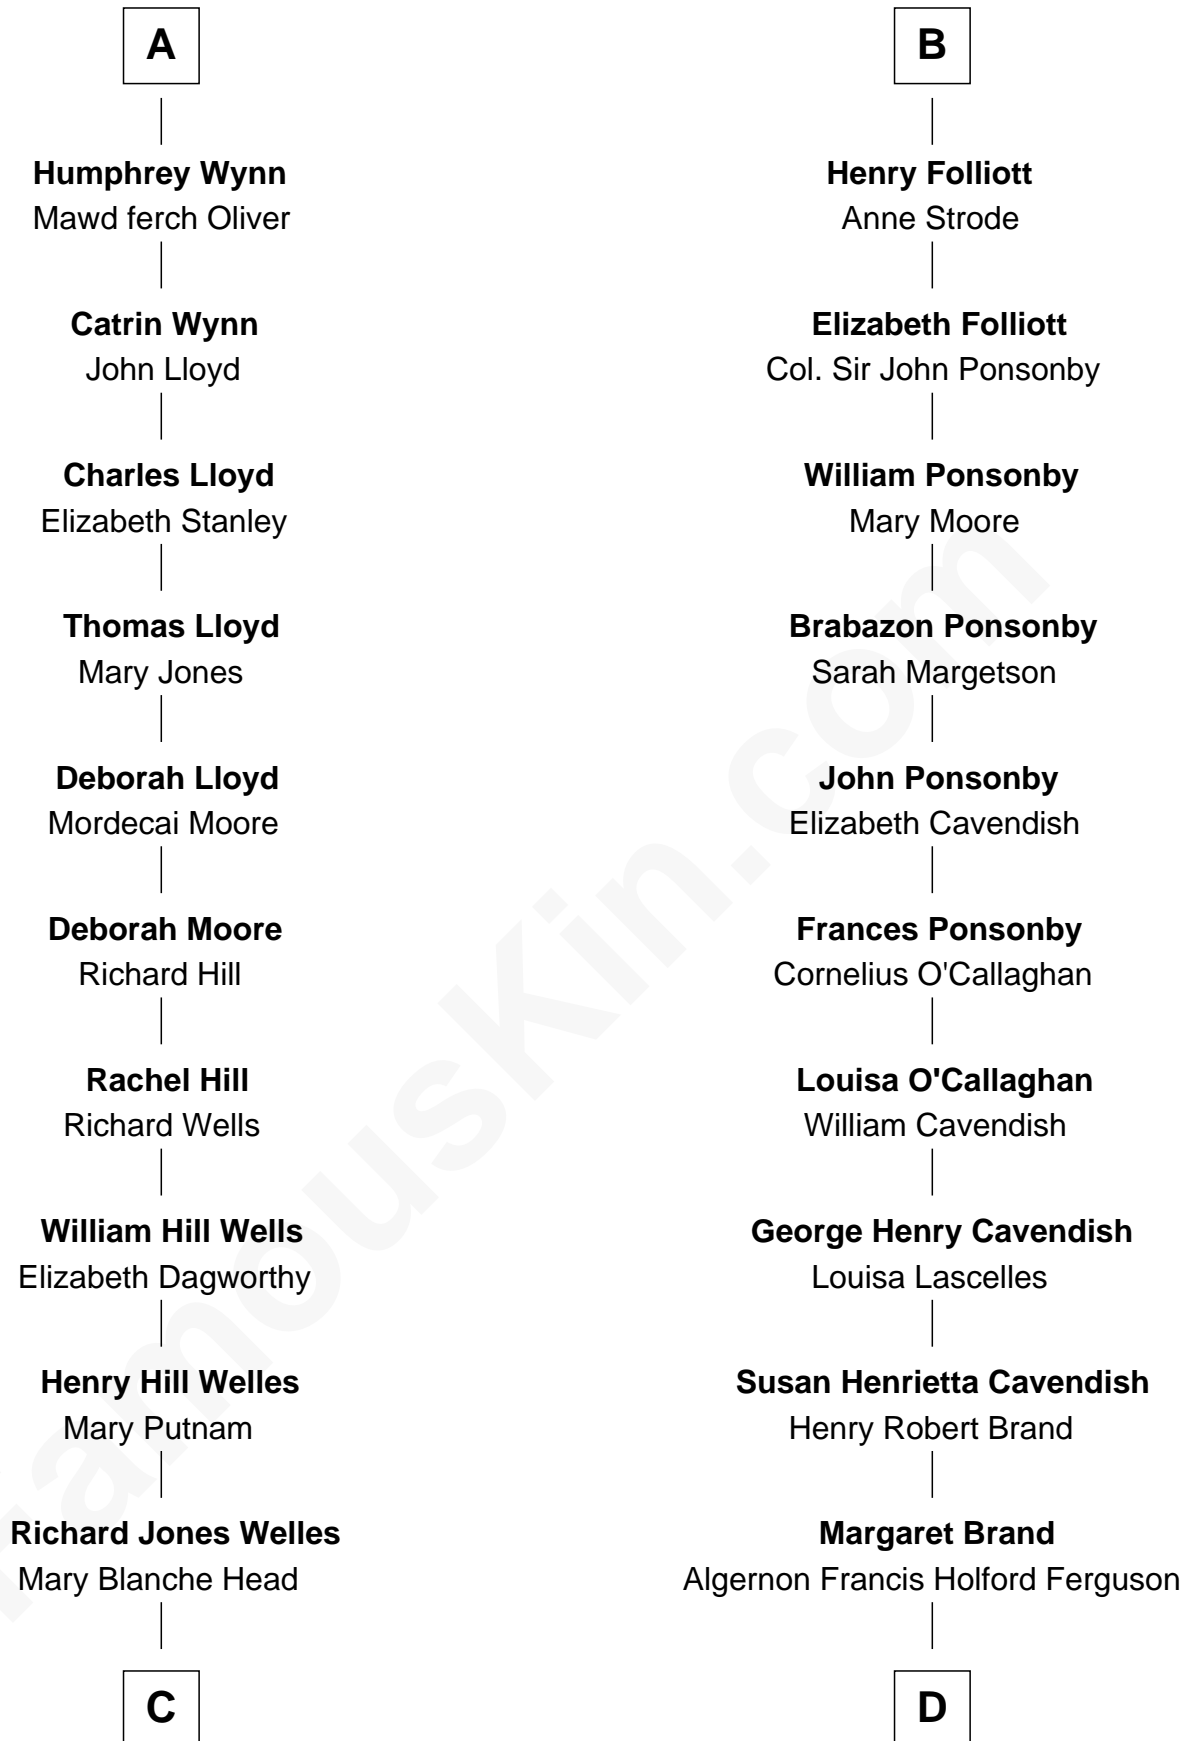 A
Humphrey Wynn
Mawd ferch Oliver
Catrin Wynn
John Lloyd
Charles Lloyd
Elizabeth Stanley
Thomas Lloyd
Mary Jones
Deborah Lloyd
Mordecai Moore
Deborah Moore
Richard Hill
Rachel Hill
Richard Wells
William Hill Wells
Elizabeth Dagworthy
Henry Hill Welles
Mary Putnam
Richard Jones Welles
Mary Blanche Head
C
B
Henry Folliott
Anne Strode
Elizabeth Folliott
Col. Sir John Ponsonby
William Ponsonby
Mary Moore
Brabazon Ponsonby
Sarah Margetson
John Ponsonby
Elizabeth Cavendish
Frances Ponsonby
Cornelius O'Callaghan
Louisa O'Callaghan
William Cavendish
George Henry Cavendish
Louisa Lascelles
Susan Henrietta Cavendish
Henry Robert Brand
Margaret Brand
Algernon Francis Holford Ferguson
D
FamousKin.com